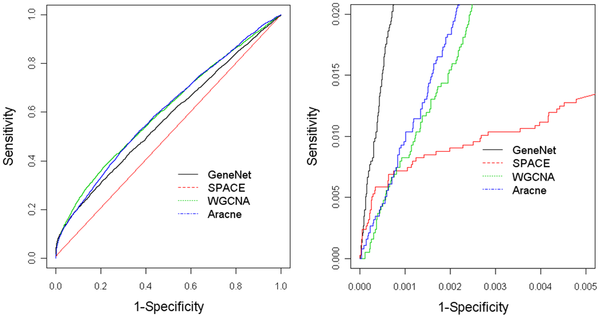 Sensitivity
1.0
0.8
0.6
0.4
0.2
0.0
0.0 0.2 0.4 0.6 0.8 1.0
1-Specificity
GeneNet
SPACE
WGCNA
Aracne
Sensitivity
0.020
0.015
0.010
0.005
0.000
0.000 0.001 0.002 0.003 0.004 0.005
1-Specificity
GeneNet
SPACE
WGCNA
Aracne